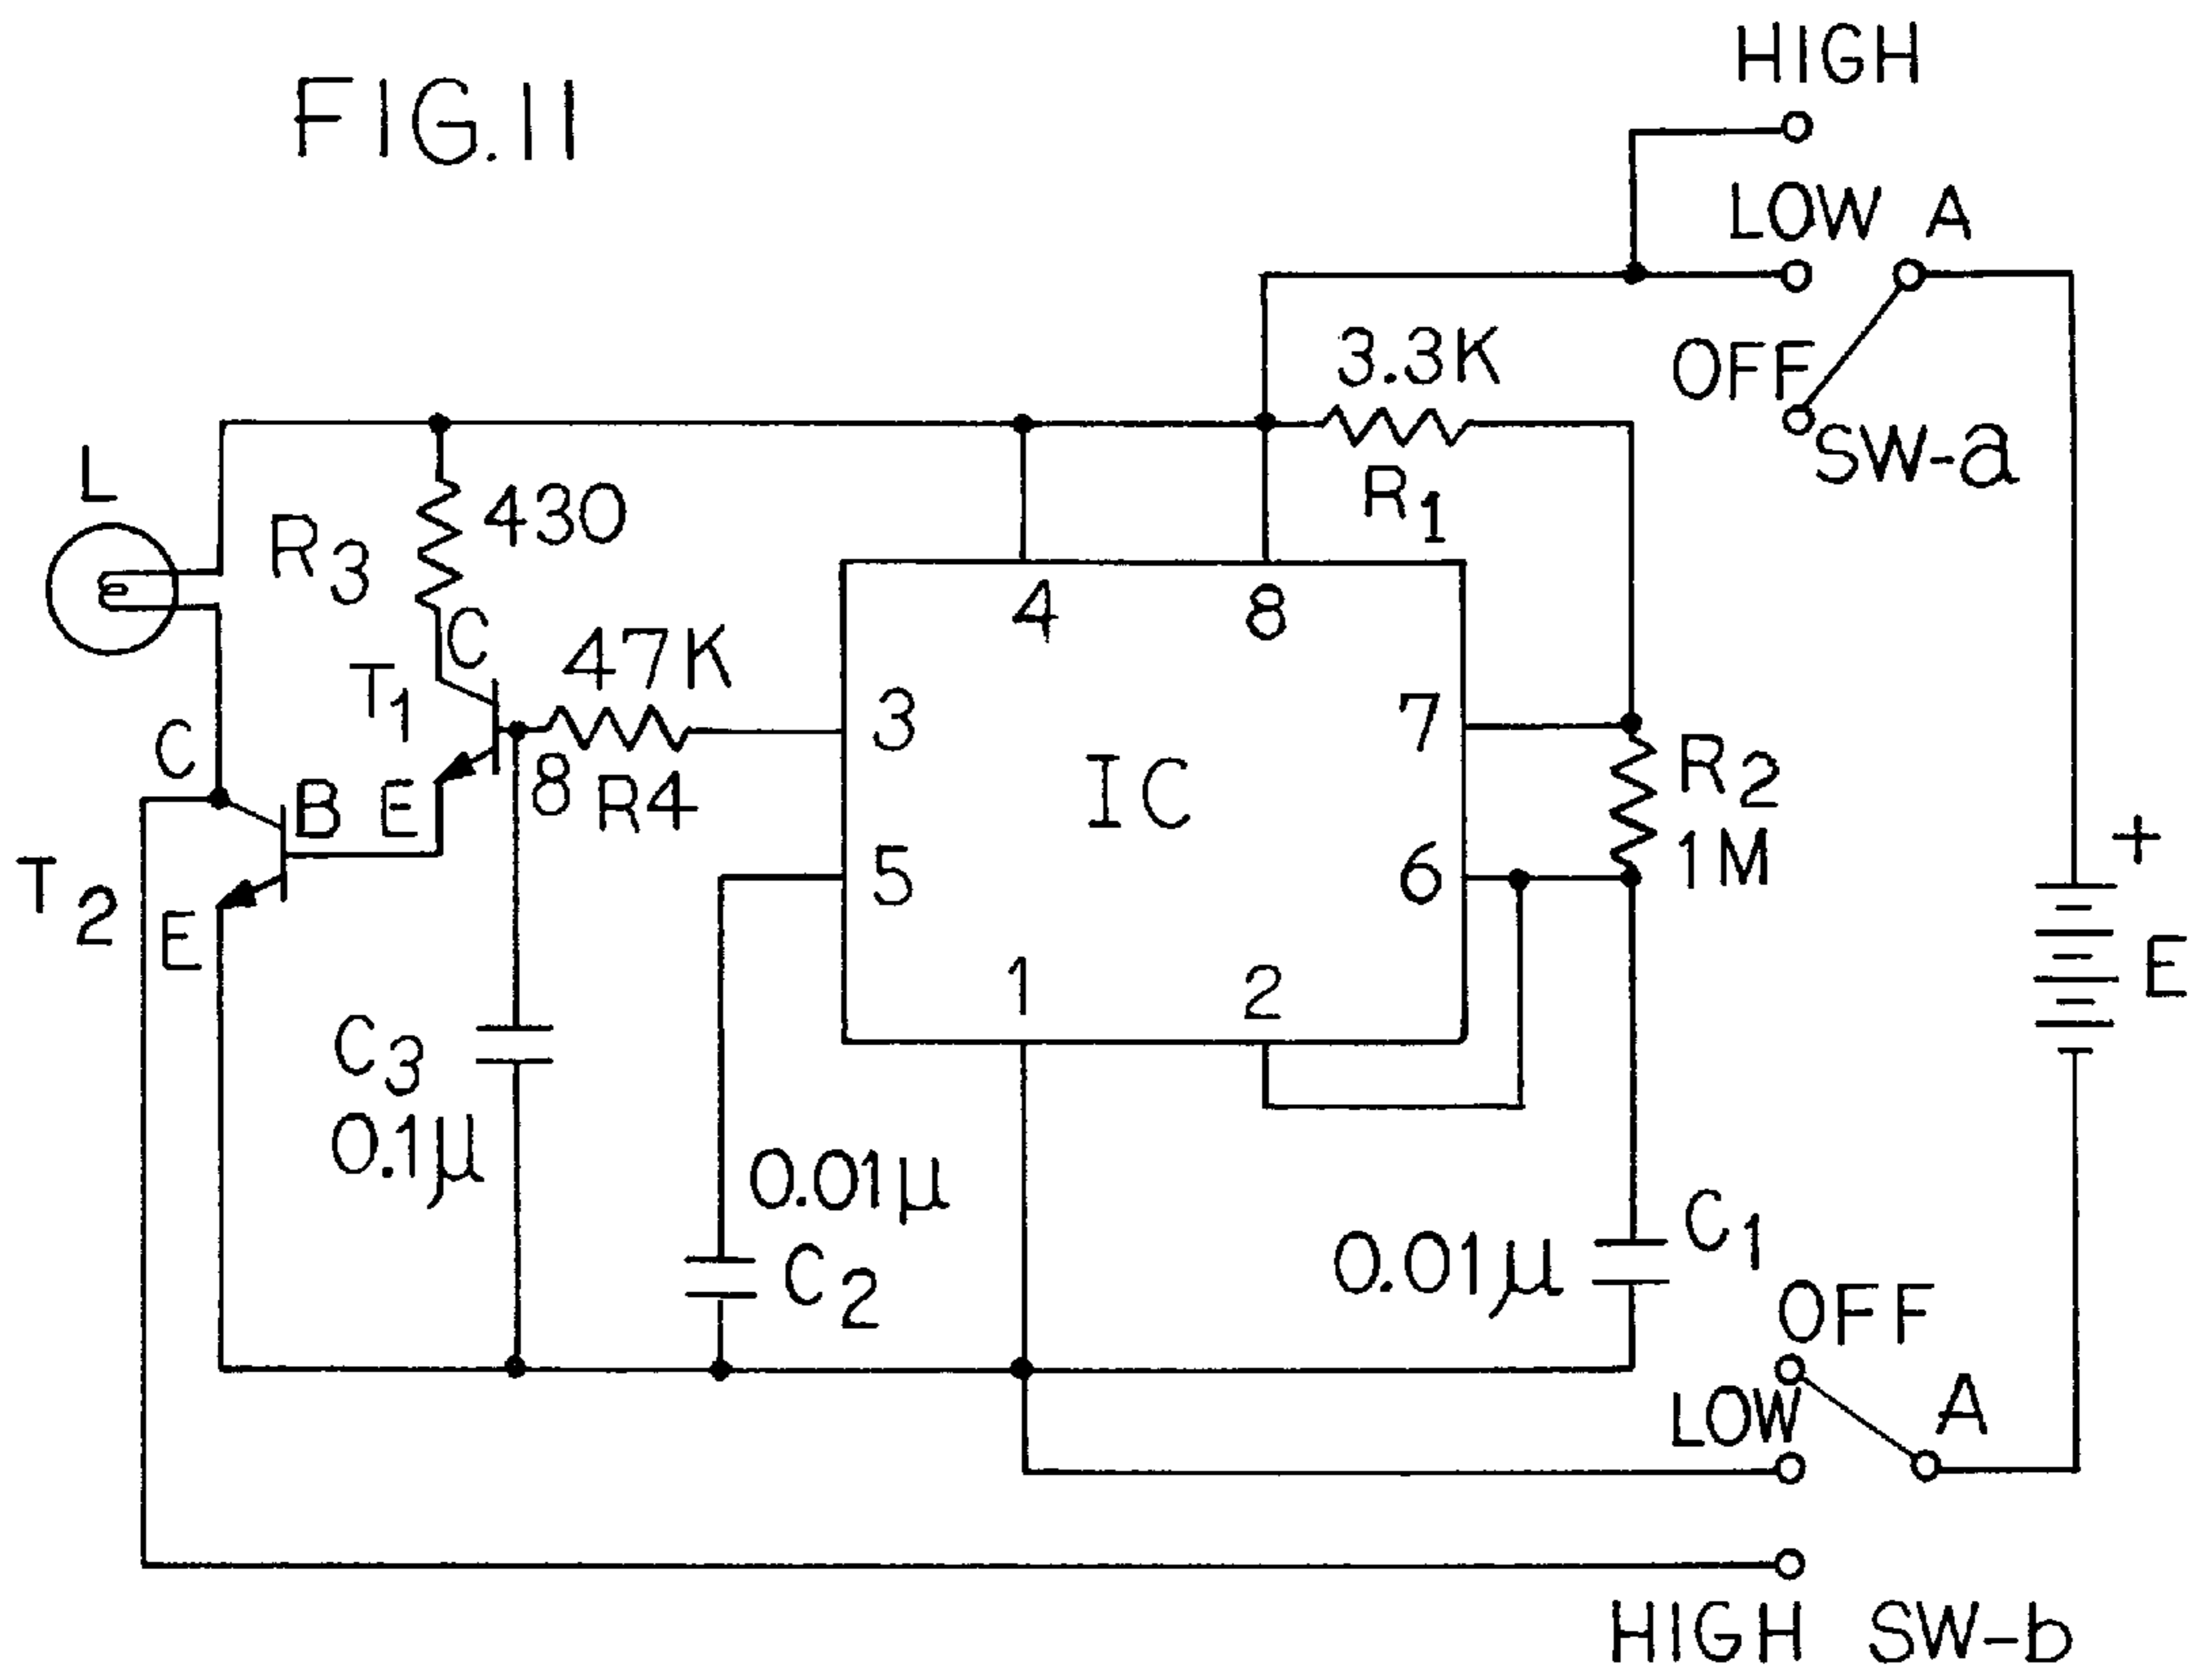 FIG.11
HIGH
LOW A
OFF
SW-a
3.3K
R1
L
R3
430
C
T1
47K
8
R4
E
C
B
T2
E
4
8
3
7
IC
5
6
1
2
R2
1M
+
E
C3
0.1µ
0.01µ
C2
0.01µ
C1
OFF
LOW
A
HIGH
SW-b